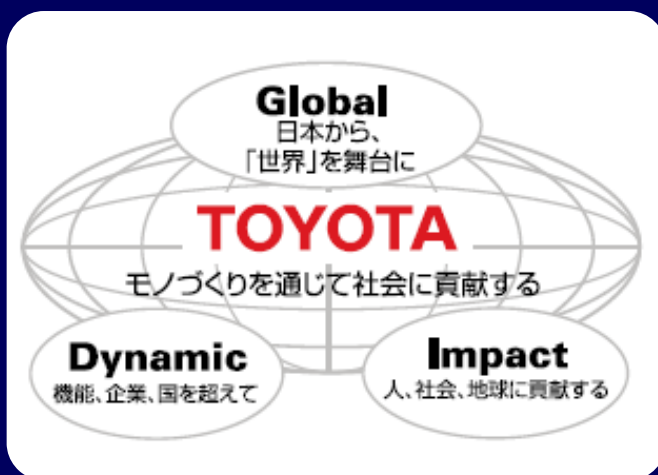 Global
日本から、
「世界」を舞台に
TOYOTA
モノづくりを通じて社会に貢献する
Dynamic
機能、企業、国を超えて
Impact
人、社会、地球に貢献する